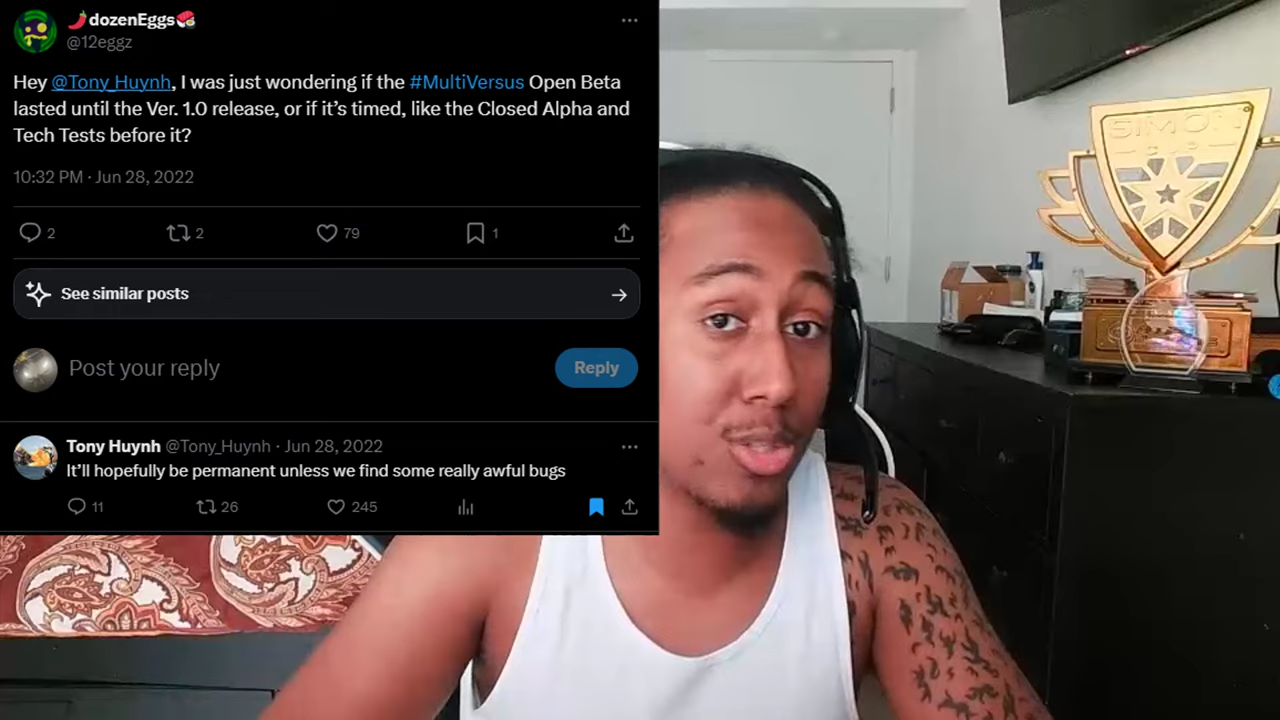 🌶️dozenEggs🍣
@12eggz
Hey @Tony_Huynh, I was just wondering if the #MultiVersus Open Beta
lasted until the Ver. 1.0 release, or if it's timed, like the Closed Alpha and
Tech Tests before it?
10:32 PM · Jun 28, 2022
2
2
79
1
See similar posts
Post your reply
Reply
Tony Huynh @Tony_Huynh · Jun 28, 2022
It'll hopefully be permanent unless we find some really awful bugs
11
26
245
SIMON
CUP